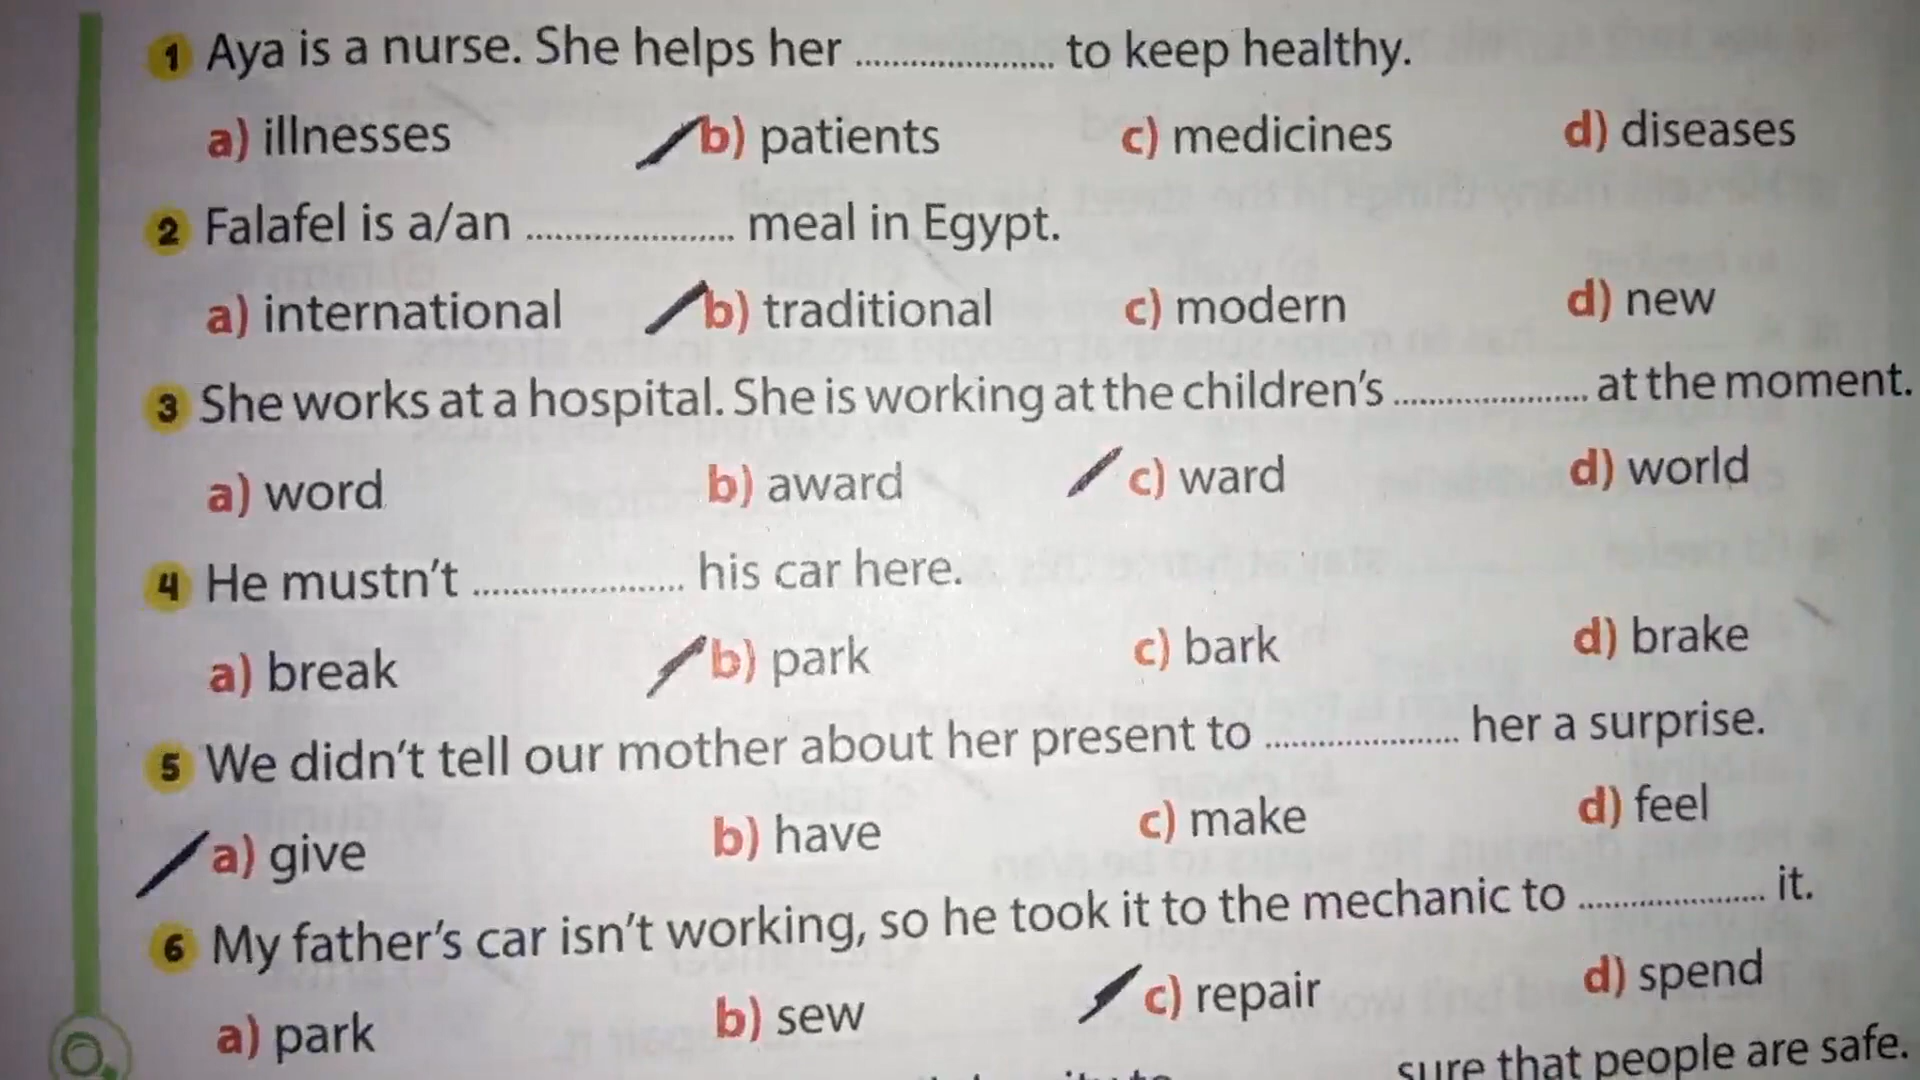 1 Aya is a nurse. She helps her .................... to keep healthy.
a) illnesses b) patients c) medicines d) diseases
2 Falafel is a/an .................... meal in Egypt.
a) international b) traditional c) modern d) new
3 She works at a hospital. She is working at the children's .................... at the moment.
a) word b) award c) ward d) world
4 He mustn't .................... his car here.
a) break b) park c) bark d) brake
5 We didn't tell our mother about her present to .................... her a surprise.
a) give b) have c) make d) feel
6 My father's car isn't working, so he took it to the mechanic to .................... it.
a) park b) sew c) repair d) spend
sure that people are safe.